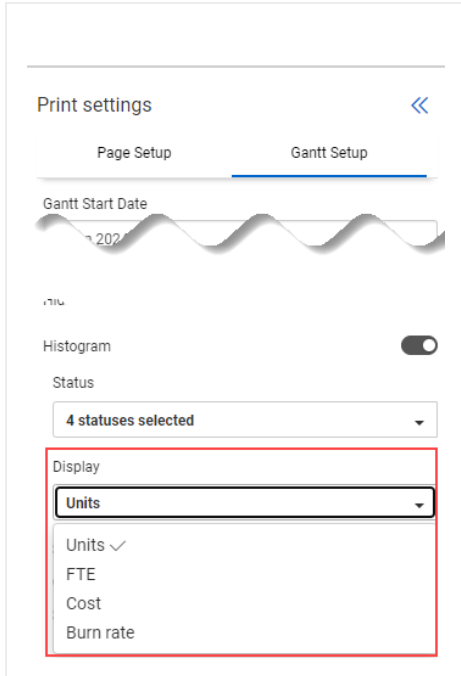 Print settings
Page Setup Gantt Setup
Gantt Start Date
2024
Histogram
Status
4 statuses selected
Display
Units
Units
FTE
Cost
Burn rate